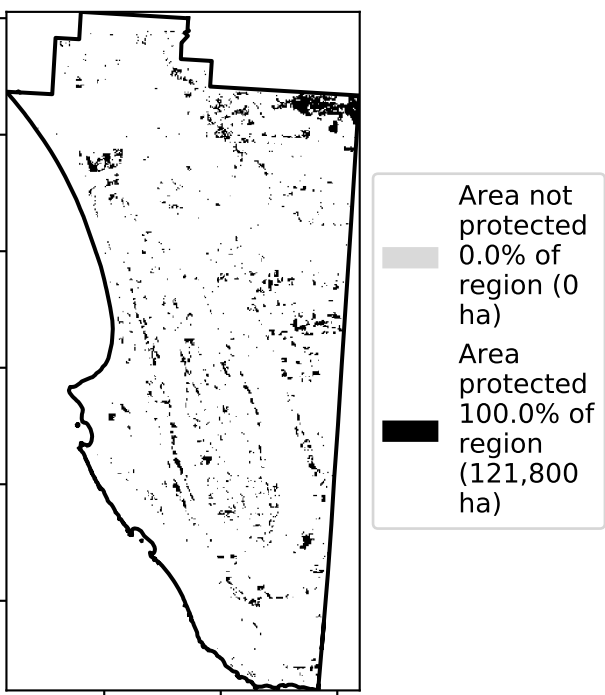 Area not
protected
0.0% of
region (0
ha)
Area
protected
100.0% of
region
(121,800
ha)